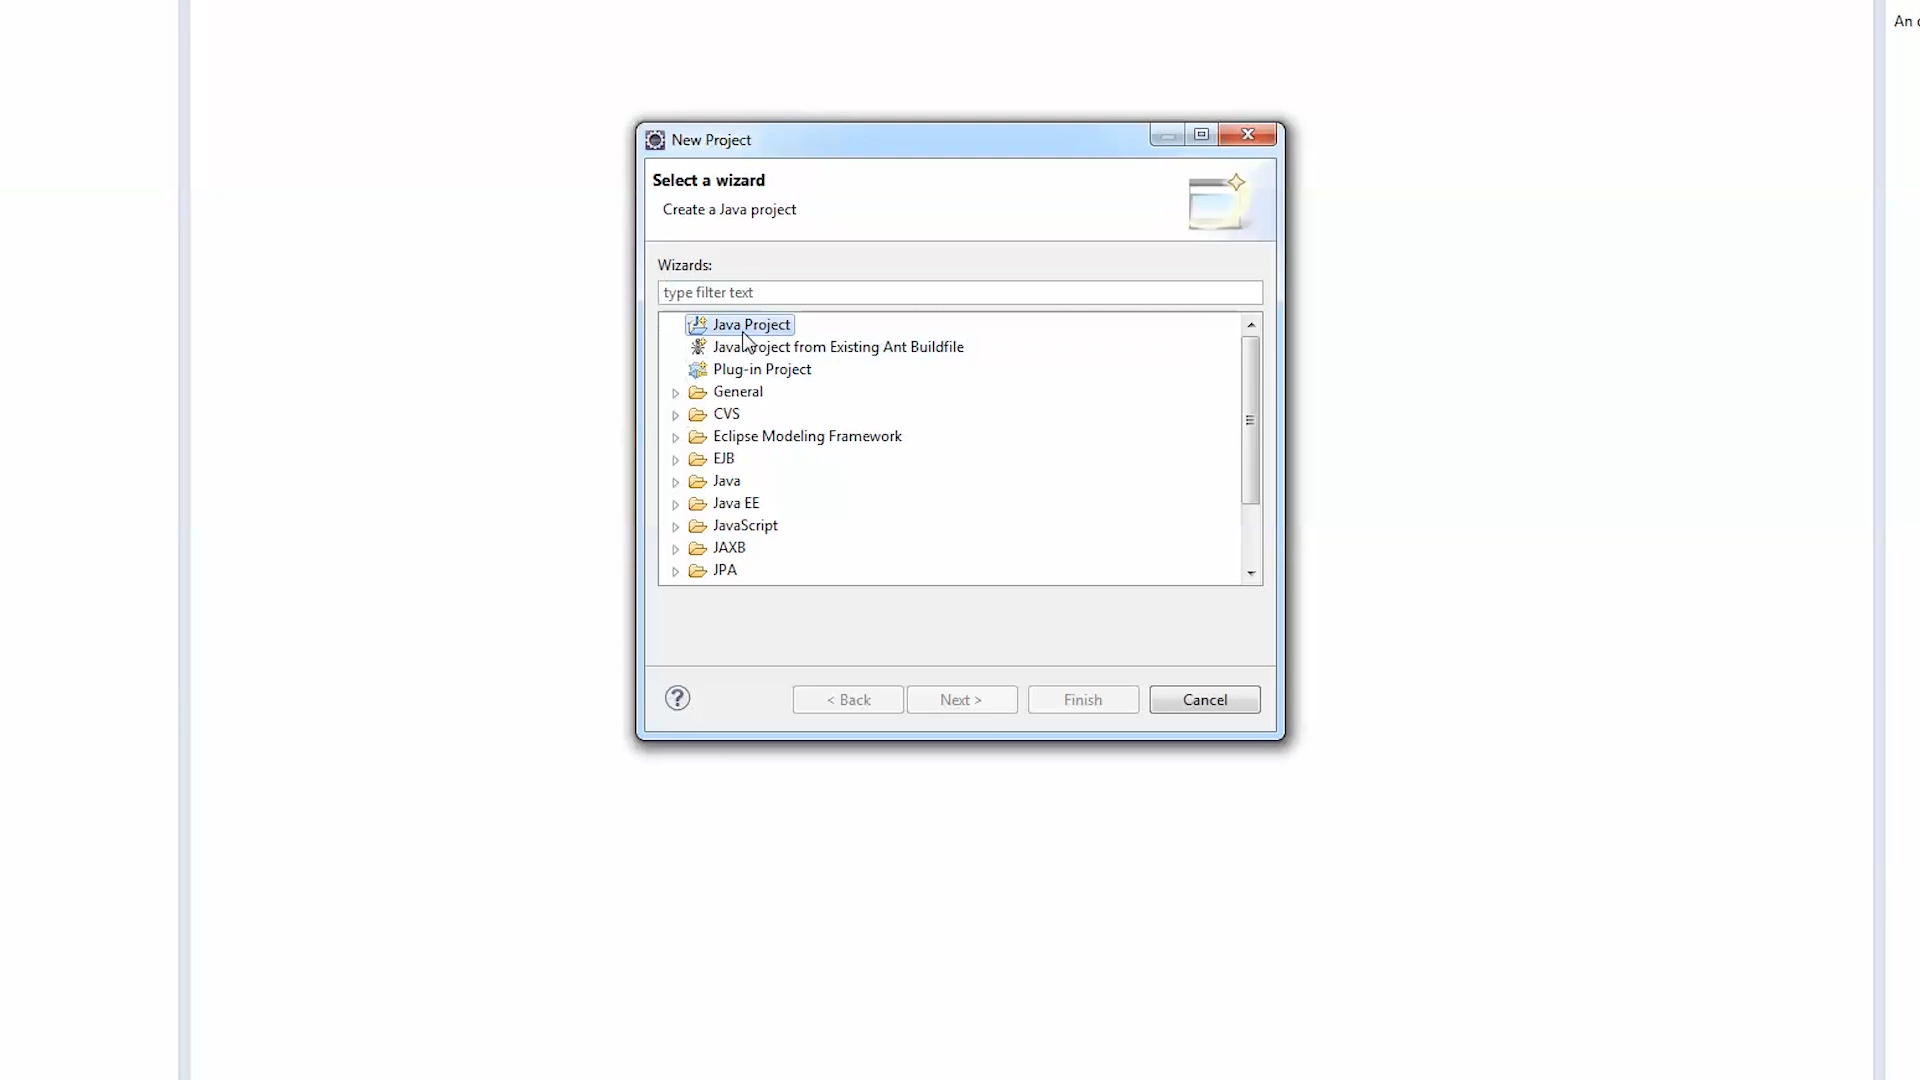 An
New Project
Select a wizard
Create a Java project
Wizards:
type filter text
Java Project
Java Project from Existing Ant Buildfile
Plug-in Project
General
CVS
Eclipse Modeling Framework
EJB
Java
Java EE
JavaScript
JAXB
JPA
< Back
Next >
Finish
Cancel